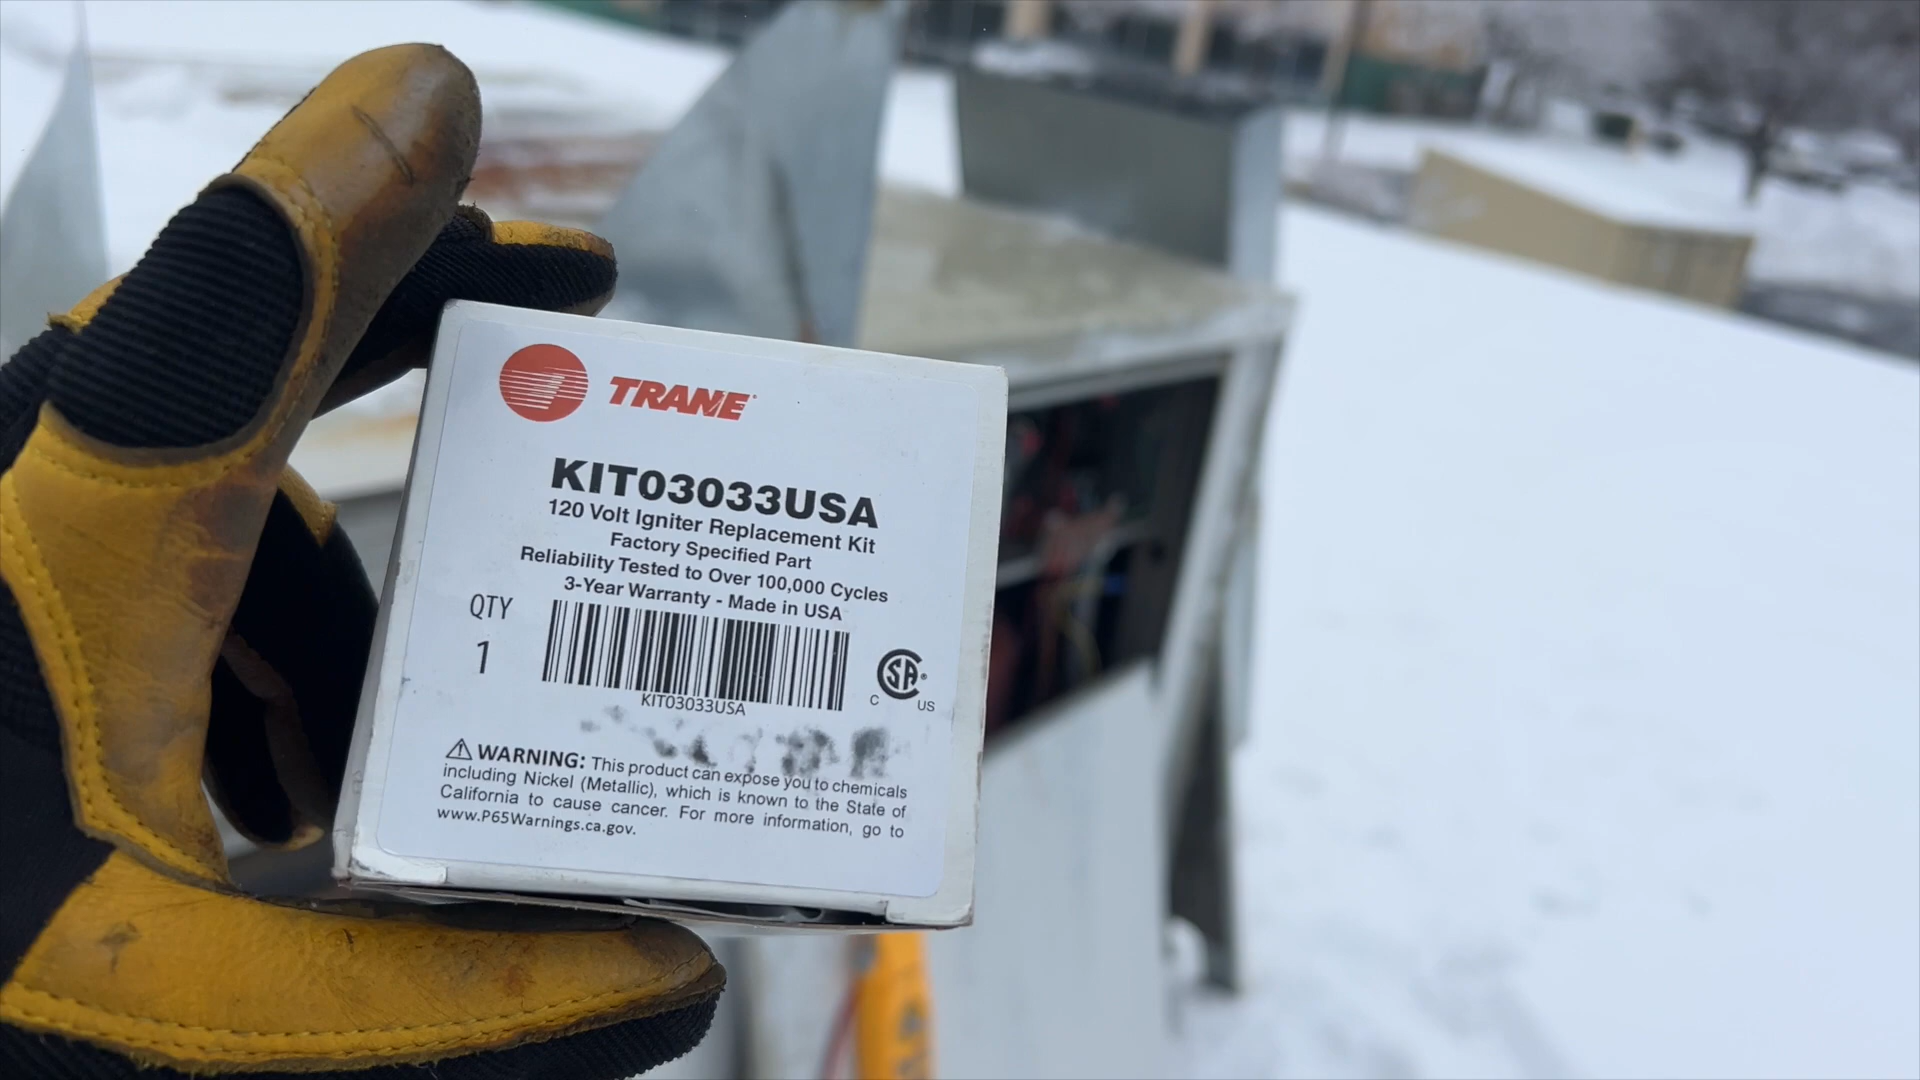 TRANE
KIT03033USA
120 Volt Igniter Replacement Kit
Factory Specified Part
Reliability Tested to Over 100,000 Cycles
3-Year Warranty - Made in USA
QTY
1
KIT03033USA
C SA® US
⚠ WARNING: This product can expose you to chemicals
including Nickel (Metallic), which is known to the State of
California to cause cancer. For more information, go to
www.P65Warnings.ca.gov.